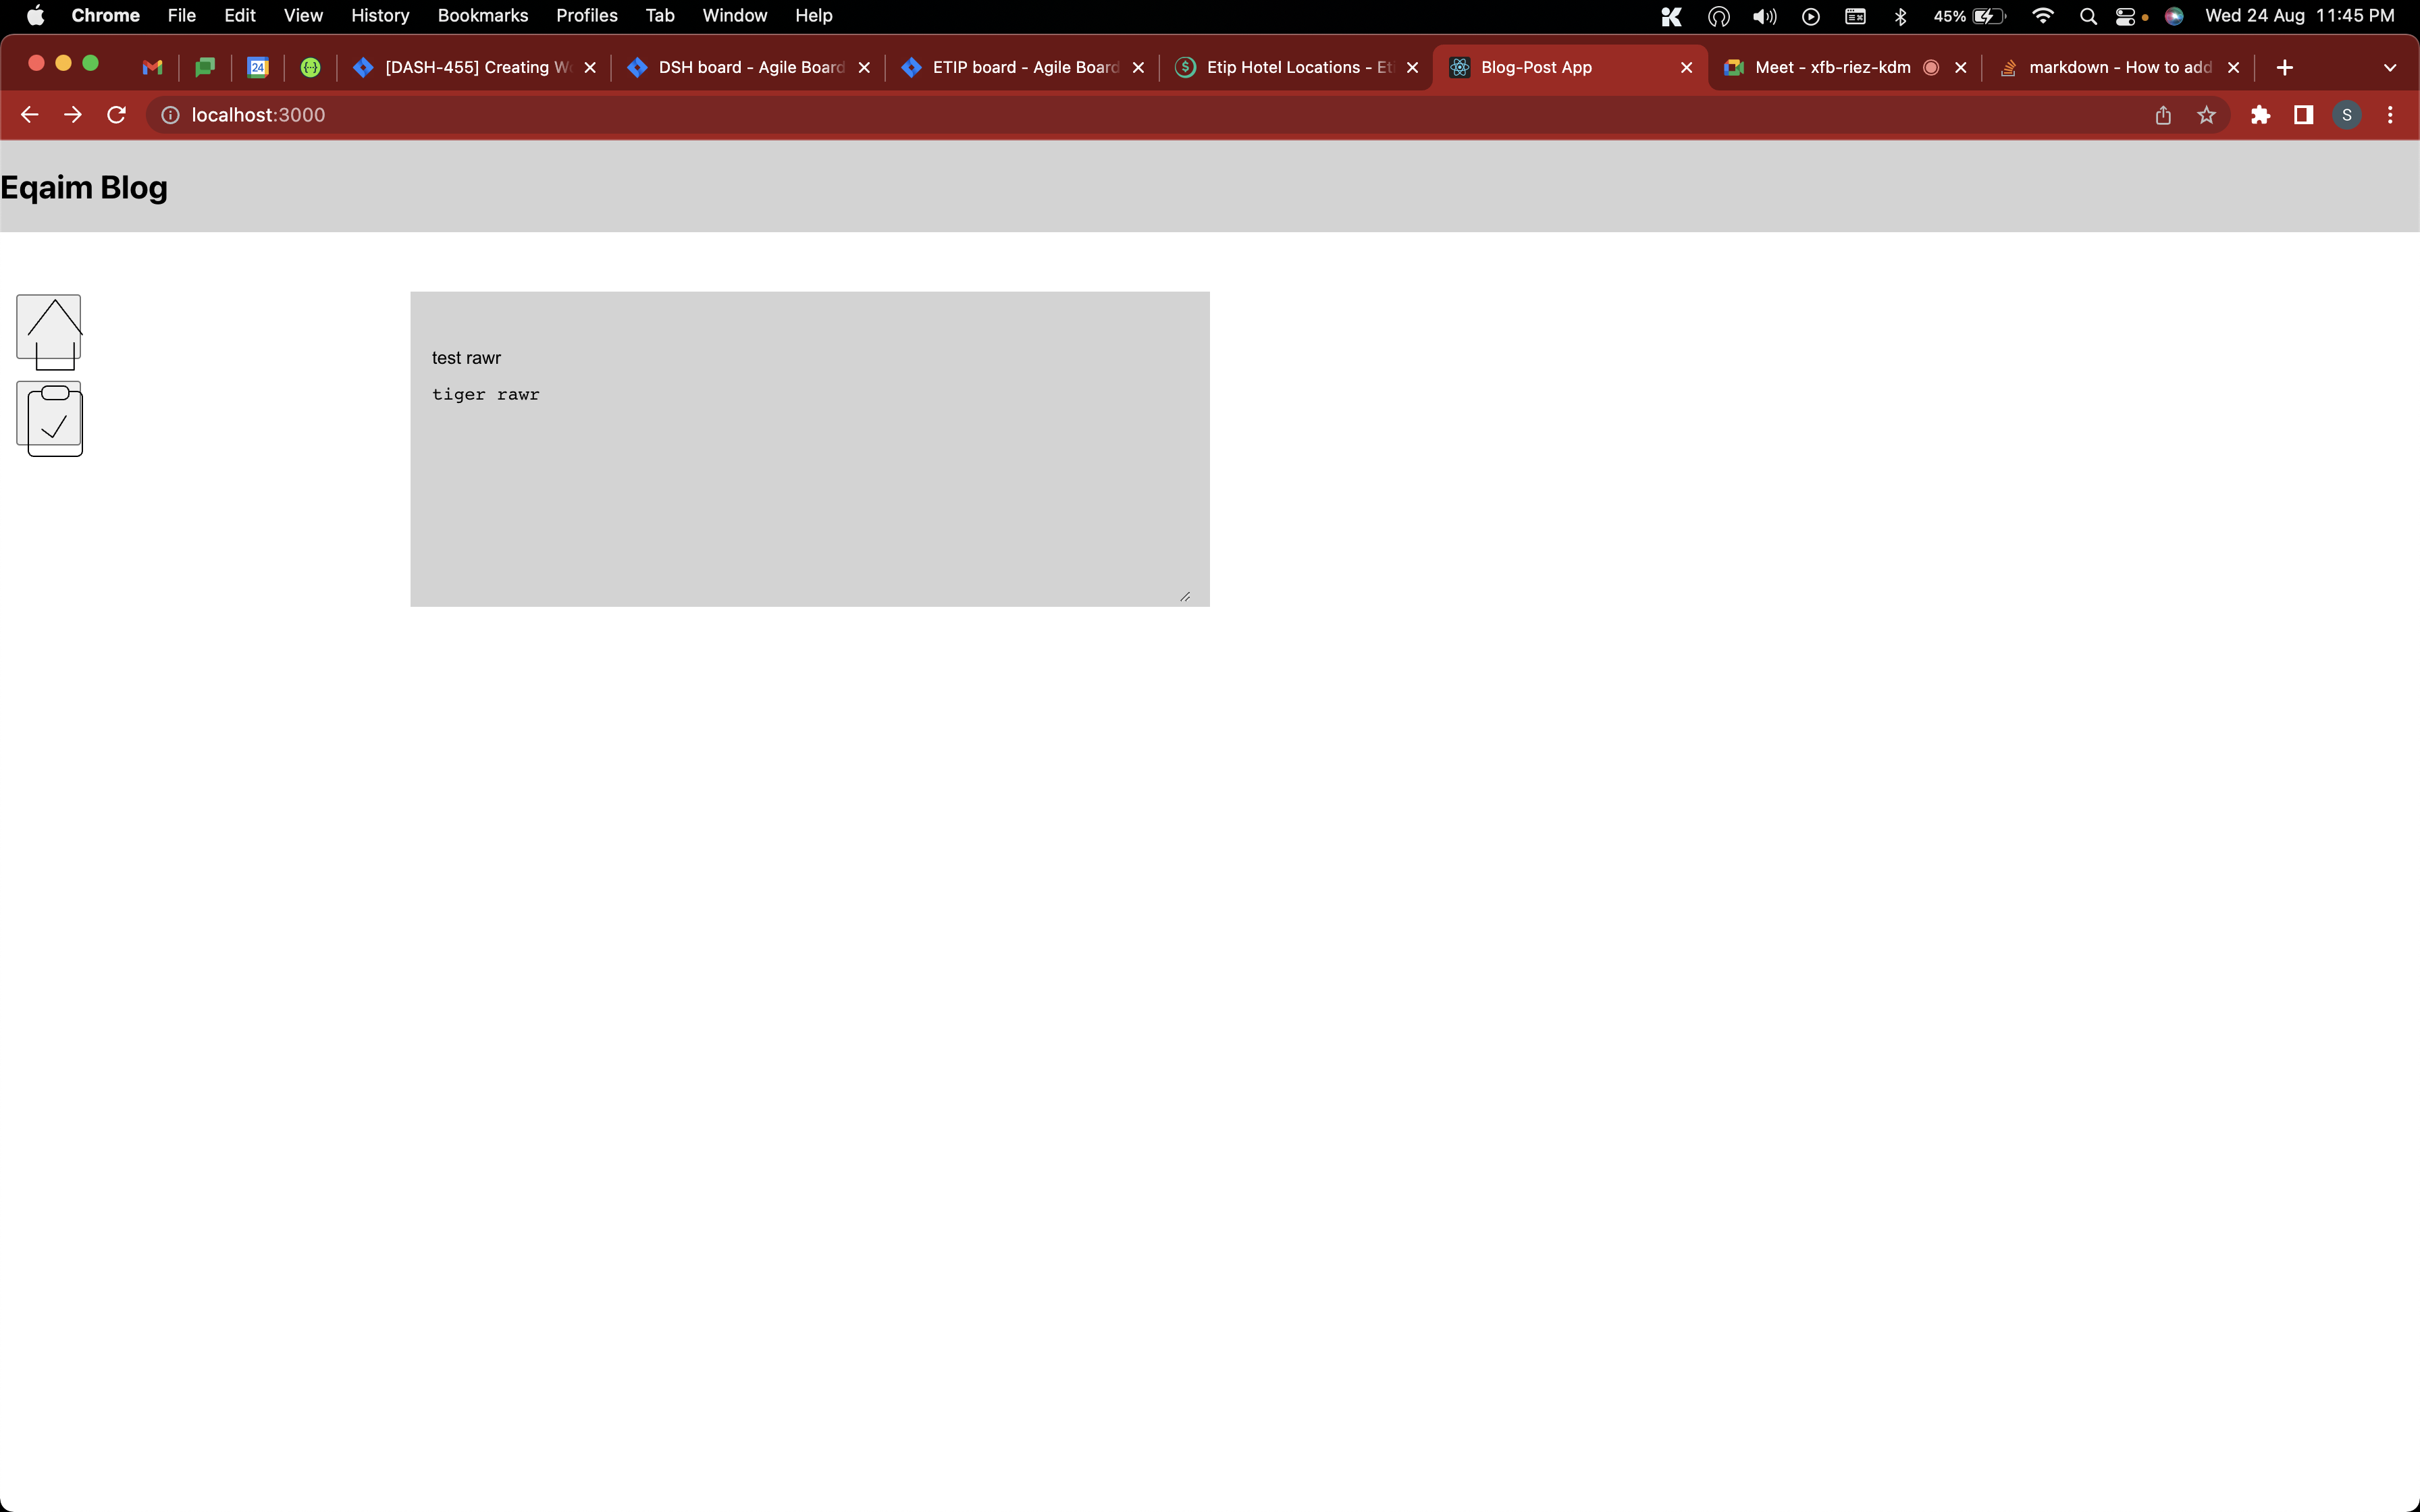 Chrome File Edit View History Bookmarks Profiles Tab Window Help 45% Wed 24 Aug 11:45 PM
24 [DASH-455] Creating W DSH board - Agile Board ETIP board - Agile Board $ Etip Hotel Locations - Et Blog-Post App Meet - xfb-riez-kdm markdown - How to add
localhost:3000 S
Eqaim Blog
test rawr
tiger rawr